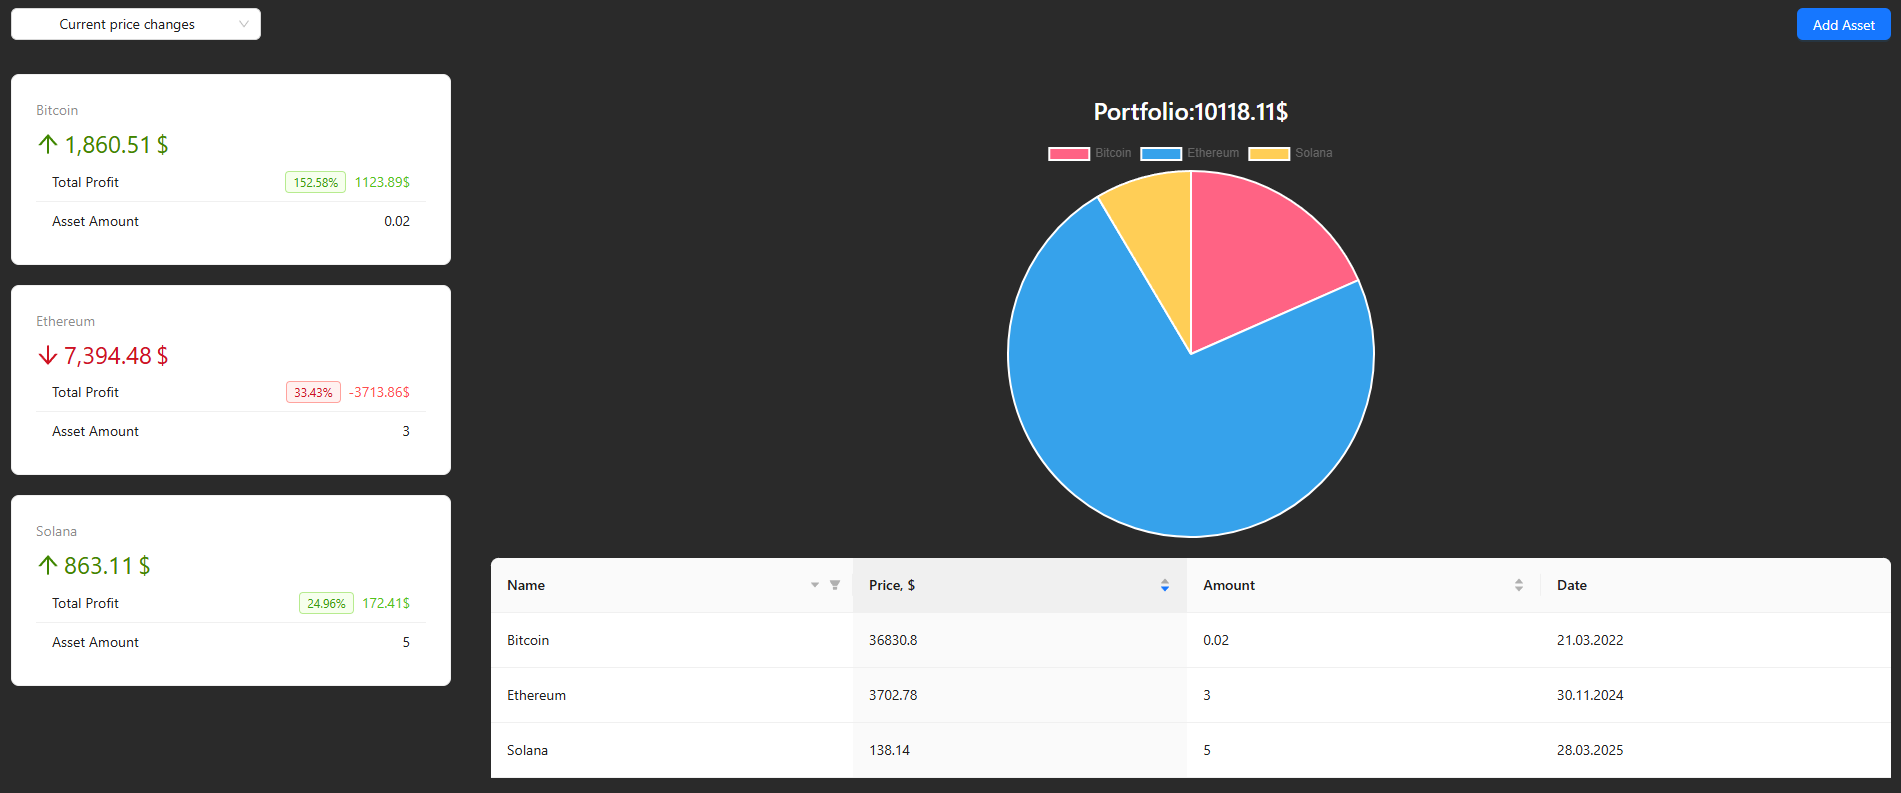 Current price changes
Add Asset
Bitcoin
1,860.51 $
Total Profit 152.58% 1123.89$
Asset Amount 0.02
Ethereum
7,394.48 $
Total Profit 33.43% -3713.86$
Asset Amount 3
Solana
863.11 $
Total Profit 24.96% 172.41$
Asset Amount 5
Portfolio:10118.11$
Bitcoin Ethereum Solana
Name Price, $ Amount Date
Bitcoin 36830.8 0.02 21.03.2022
Ethereum 3702.78 3 30.11.2024
Solana 138.14 5 28.03.2025